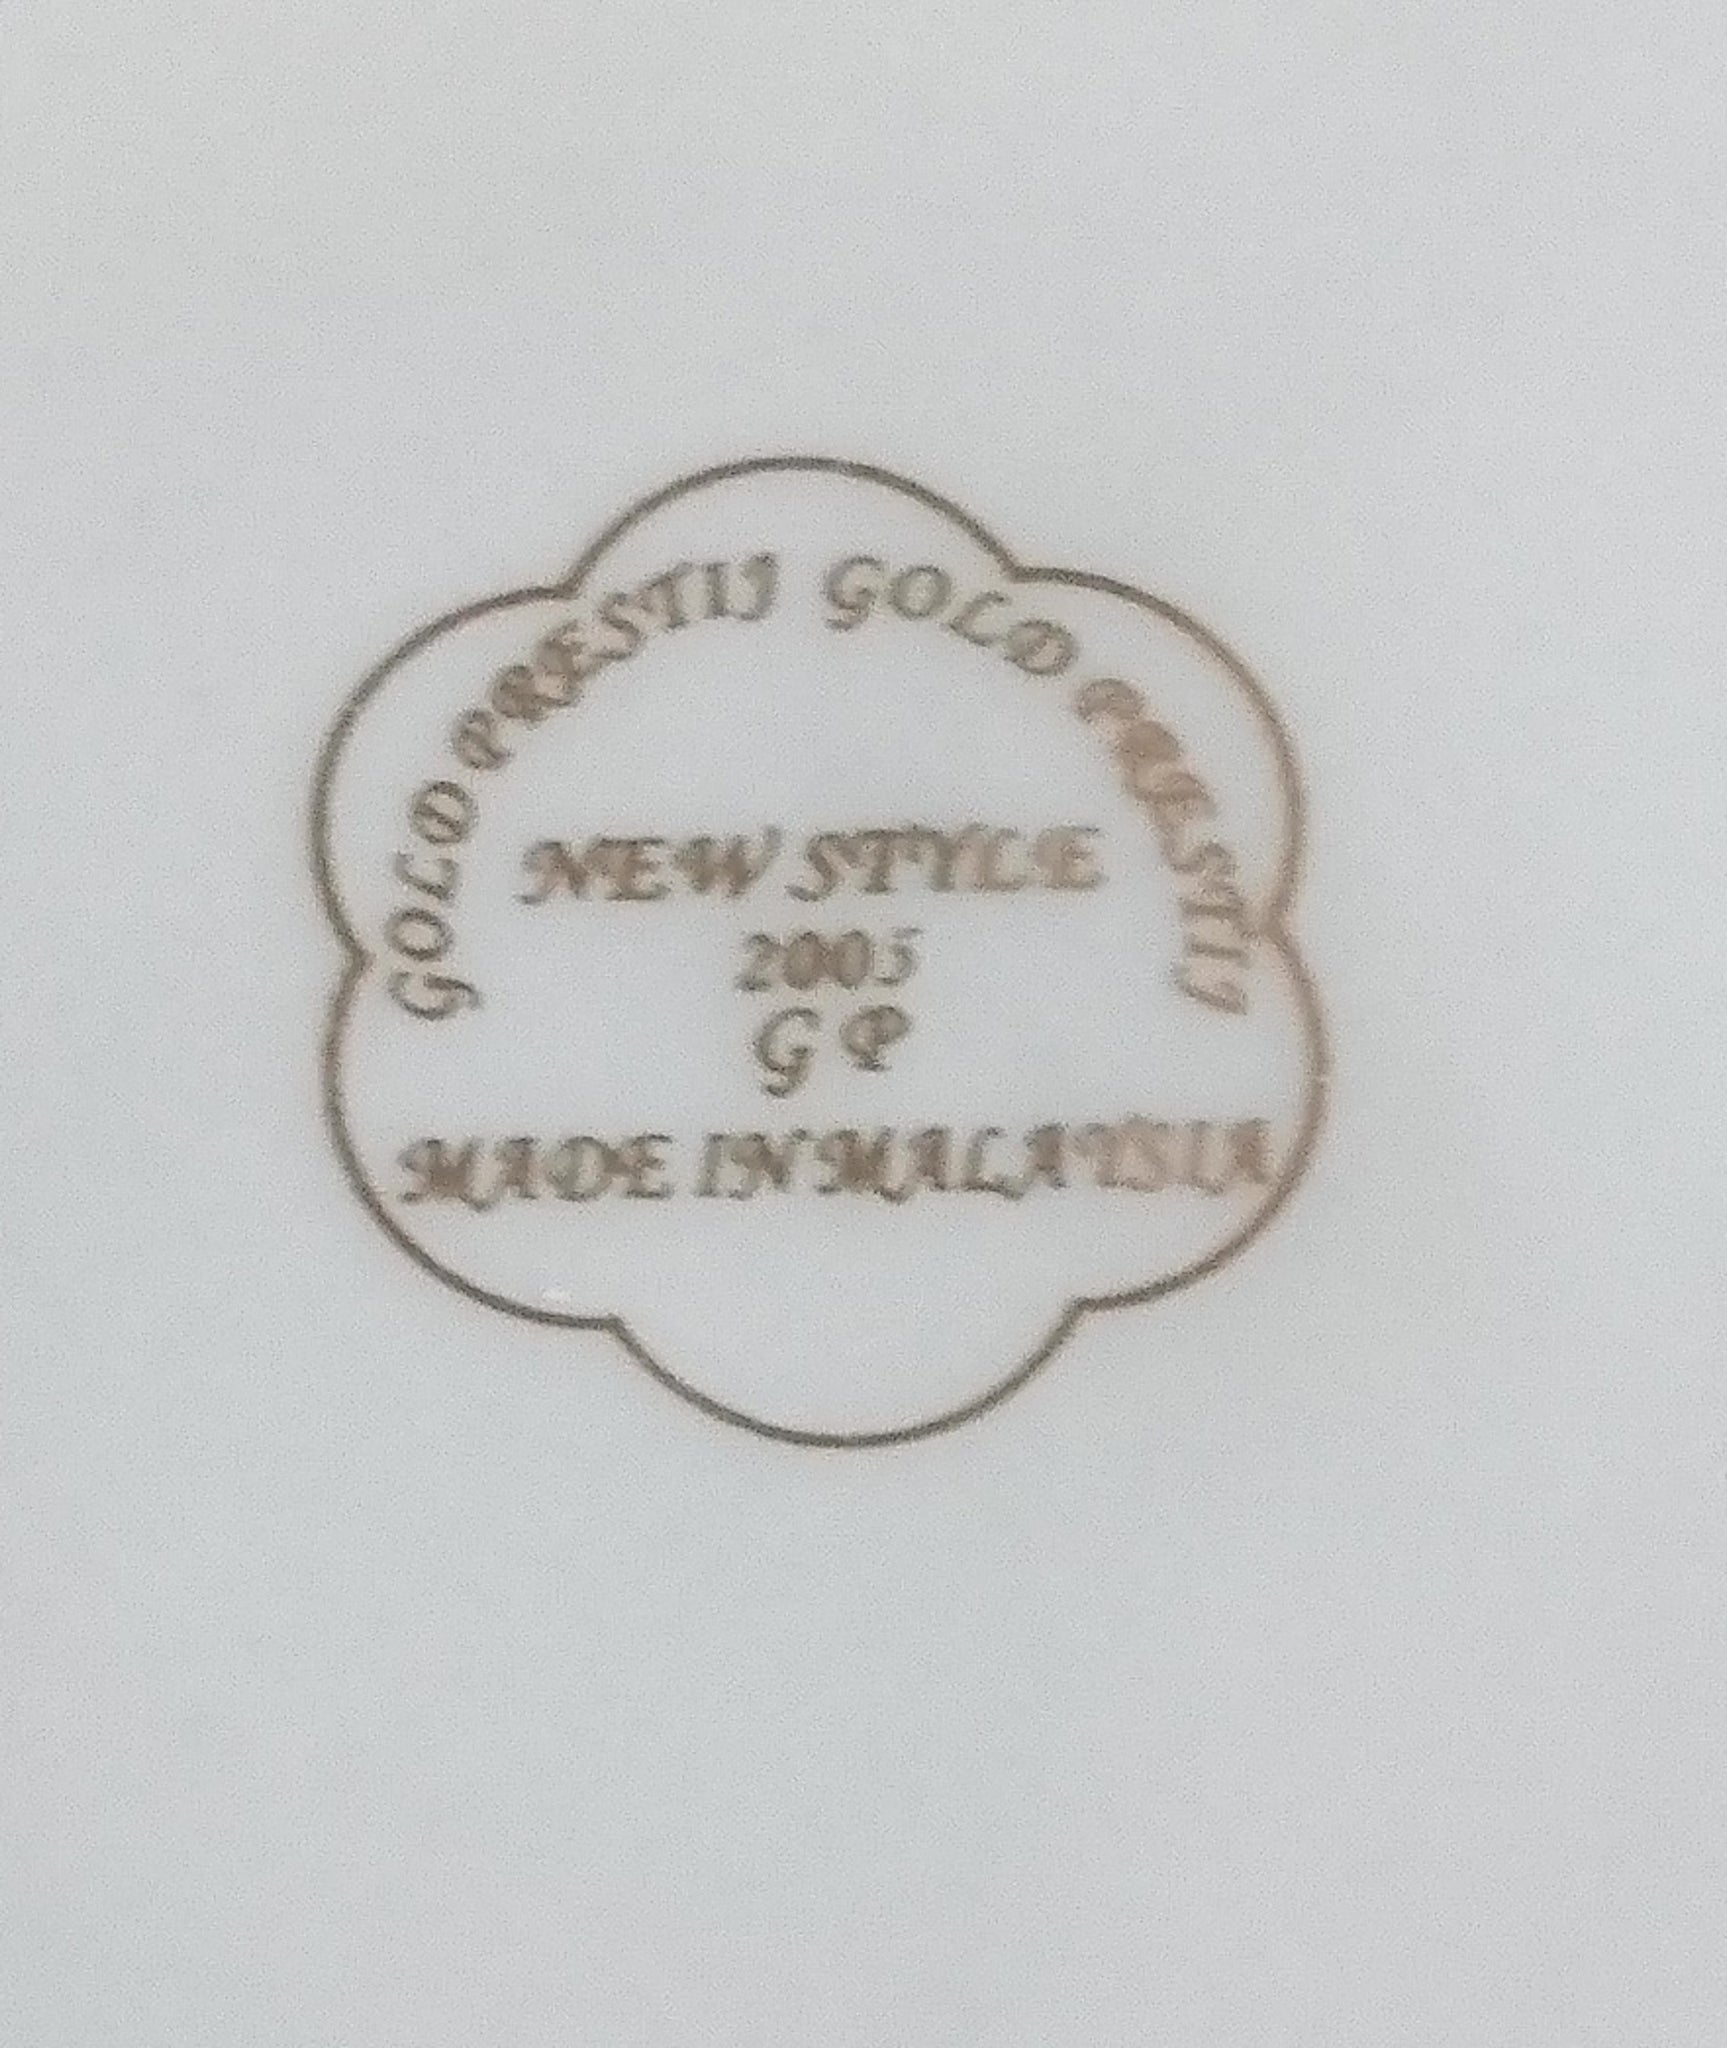 GOLD PRESTIJ GOLD PRESTIJ
NEW STYLE
2005
GP
MADE IN MALAYSIA